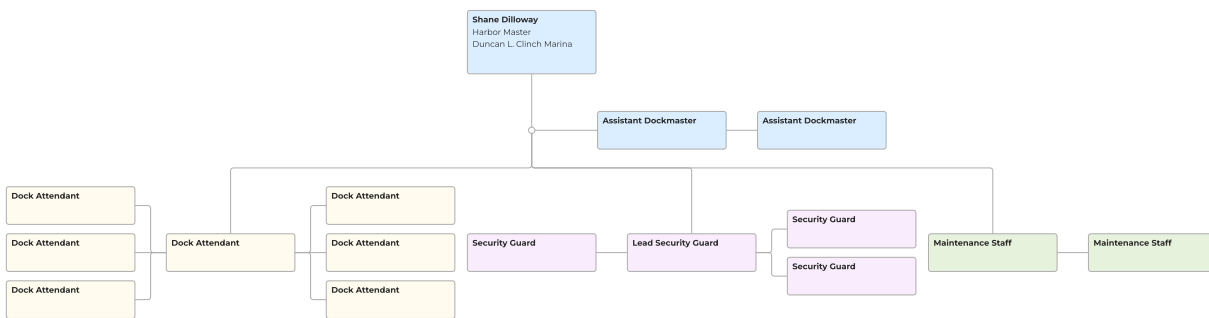 Shane Dilloway
Harbor Master
Duncan L. Clinch Marina
Assistant Dockmaster
Assistant Dockmaster
Dock Attendant
Dock Attendant
Dock Attendant
Dock Attendant
Dock Attendant
Dock Attendant
Dock Attendant
Security Guard
Lead Security Guard
Security Guard
Security Guard
Maintenance Staff
Maintenance Staff